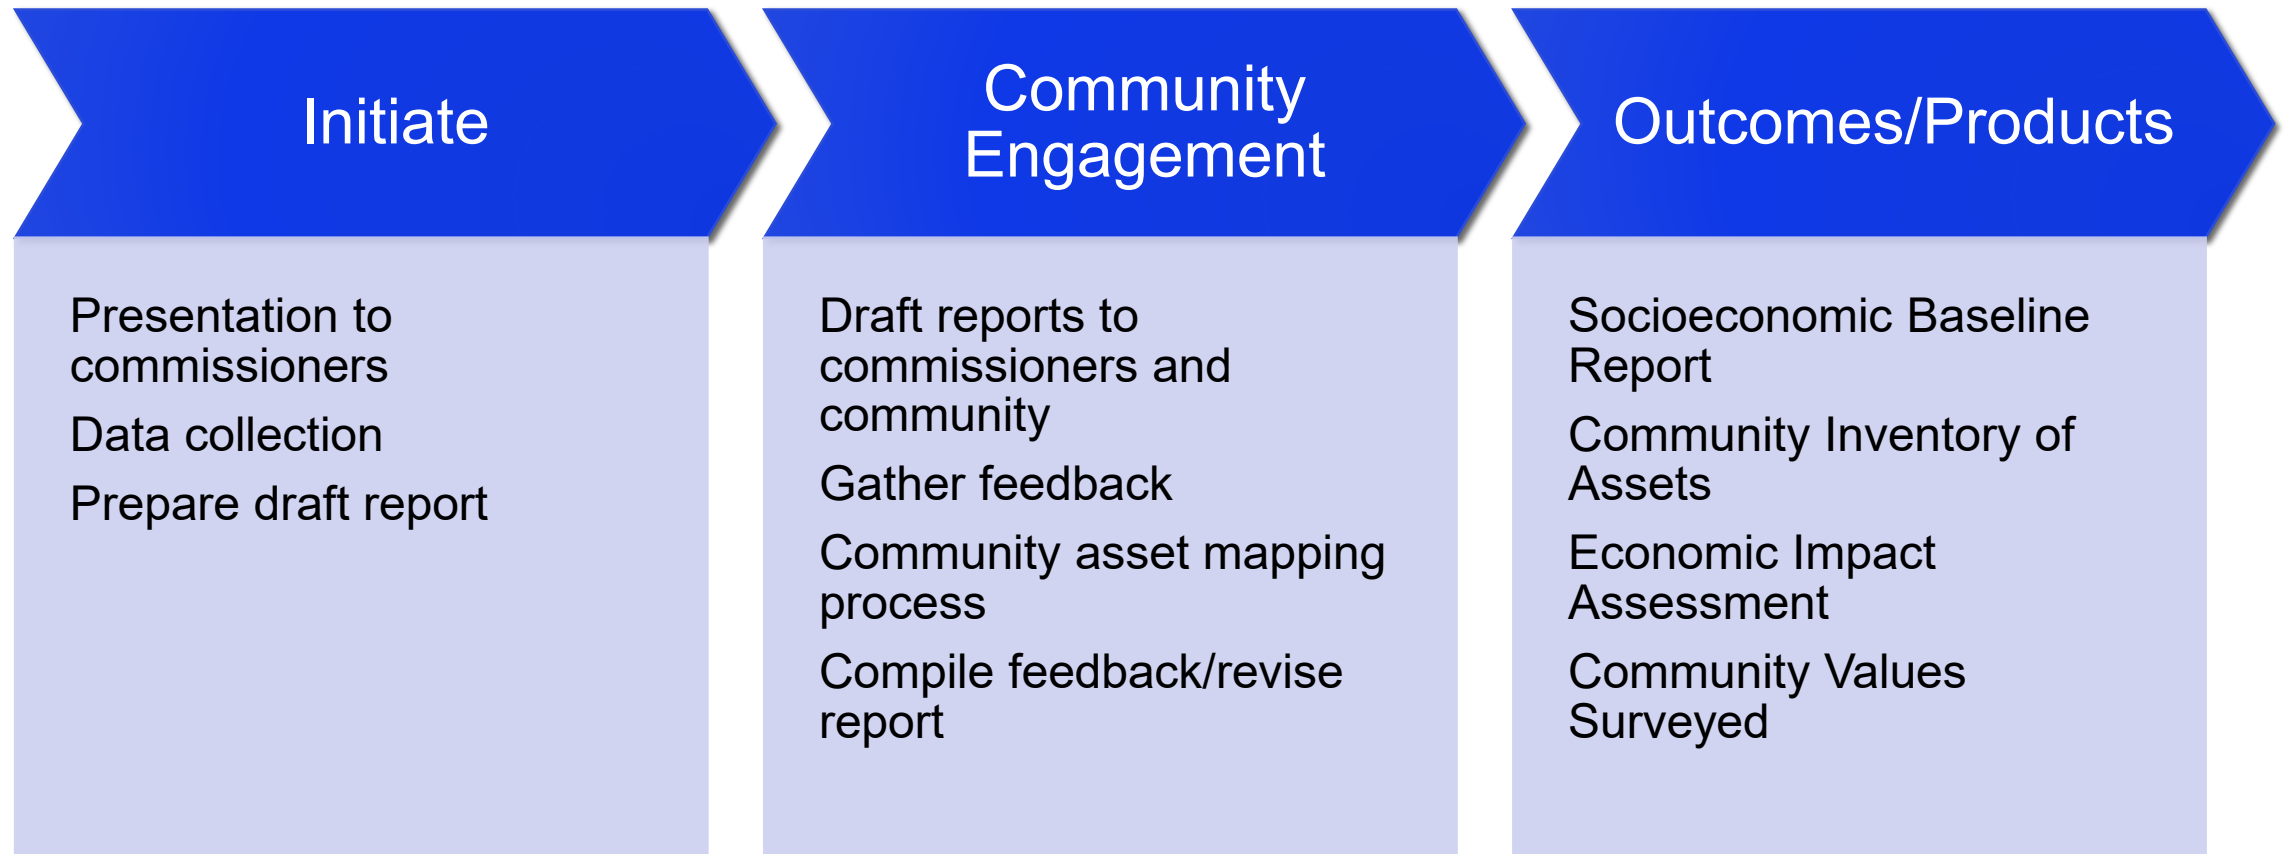 Initiate
Presentation to
commissioners
Data collection
Prepare draft report
Community
Engagement
Draft reports to
commissioners and
community
Gather feedback
Community asset mapping
process
Compile feedback/revise
report
Outcomes/Products
Socioeconomic Baseline
Report
Community Inventory of
Assets
Economic Impact
Assessment
Community Values
Surveyed